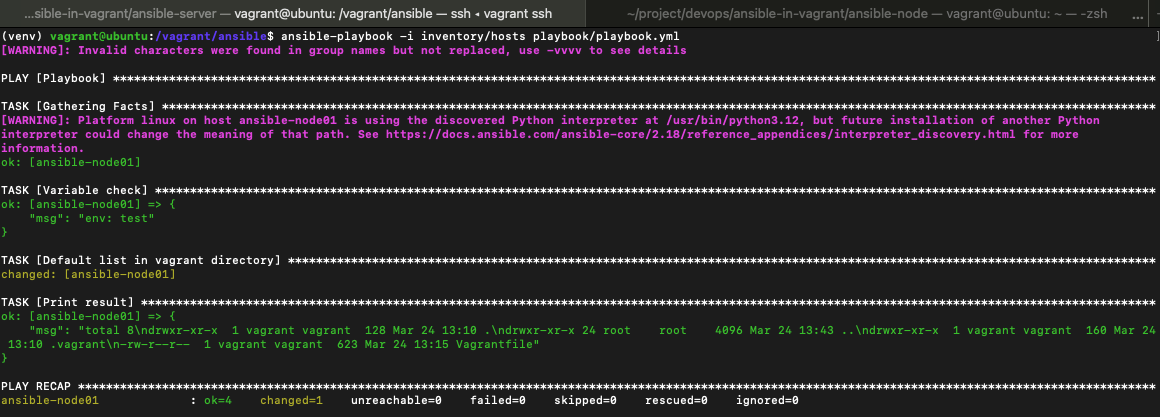 ...sible-in-vagrant/ansible-server — vagrant@ubuntu: /vagrant/ansible — ssh ◂ vagrant ssh
~/project/devops/ansible-in-vagrant/ansible-node — vagrant@ubuntu: ~ — -zsh ...
(venv) vagrant@ubuntu:/vagrant/ansible$ ansible-playbook -i inventory/hosts playbook/playbook.yml
[WARNING]: Invalid characters were found in group names but not replaced, use -vvvv to see details
PLAY [Playbook] *****************************************************************************************************************************************************
TASK [Gathering Facts] **********************************************************************************************************************************************
[WARNING]: Platform linux on host ansible-node01 is using the discovered Python interpreter at /usr/bin/python3.12, but future installation of another Python
interpreter could change the meaning of that path. See https://docs.ansible.com/ansible-core/2.18/reference_appendices/interpreter_discovery.html for more
information.
ok: [ansible-node01]
TASK [Variable check] ***********************************************************************************************************************************************
ok: [ansible-node01] => {
    "msg": "env: test"
}
TASK [Default list in vagrant directory] ****************************************************************************************************************************
changed: [ansible-node01]
TASK [Print result] *************************************************************************************************************************************************
ok: [ansible-node01] => {
    "msg": "total 8\ndrwxr-xr-x  1 vagrant vagrant  128 Mar 24 13:10 .\ndrwxr-xr-x 24 root    root    4096 Mar 24 13:43 ..\ndrwxr-xr-x  1 vagrant vagrant  160 Mar 24
 13:10 .vagrant\n-rw-r--r--  1 vagrant vagrant  623 Mar 24 13:15 Vagrantfile"
}
PLAY RECAP **********************************************************************************************************************************************************
ansible-node01             : ok=4    changed=1    unreachable=0    failed=0    skipped=0    rescued=0    ignored=0